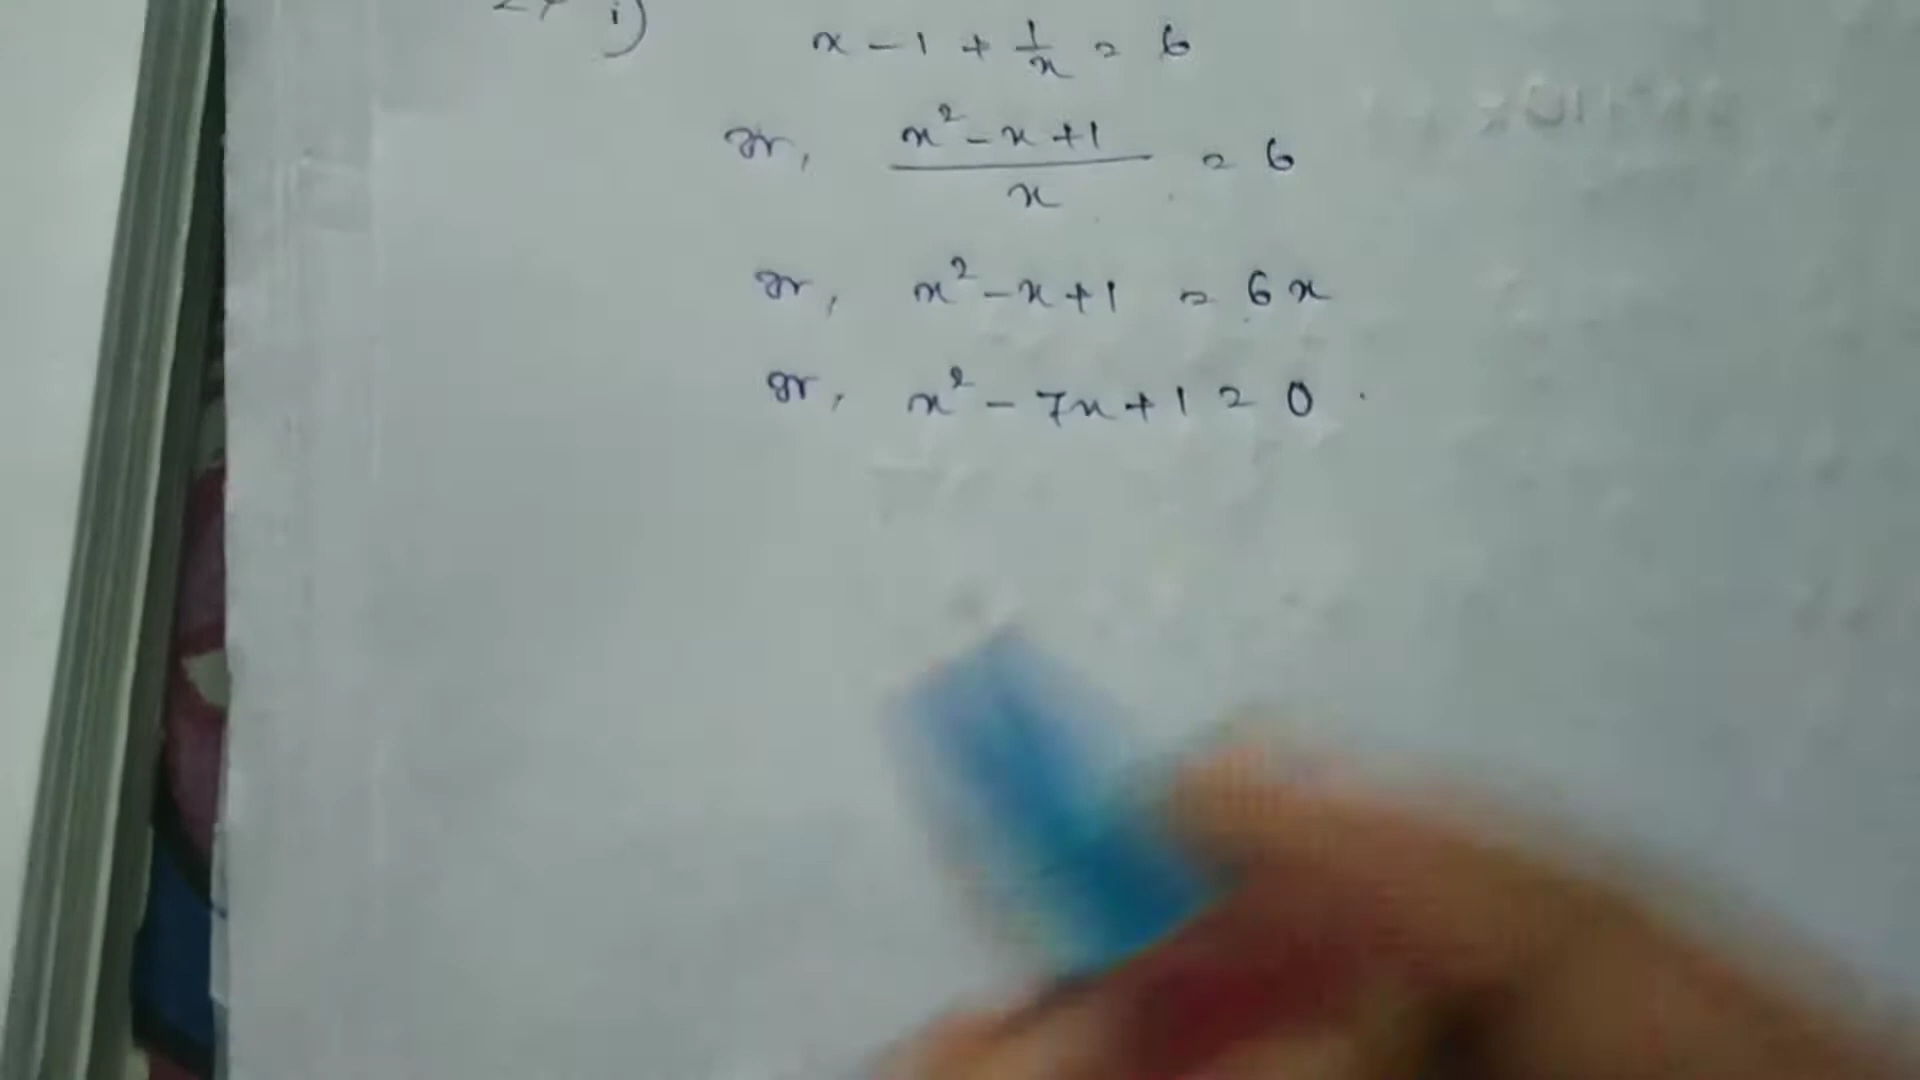 i)
x - 1 + 1/x = 6
or, (x² - x + 1)/x = 6
or, x² - x + 1 = 6x
or, x² - 7x + 1 = 0.